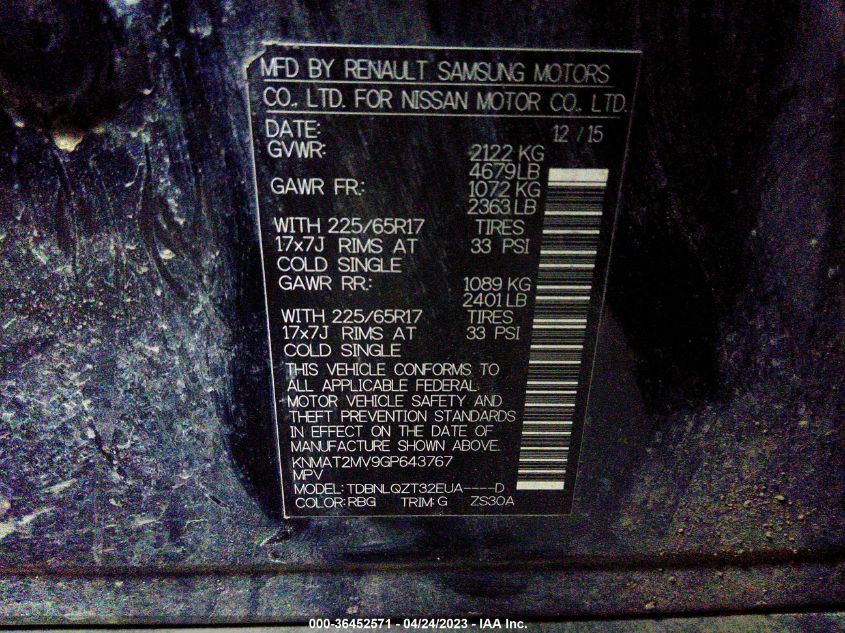 MFD BY RENAULT SAMSUNG MOTORS
CO., LTD. FOR NISSAN MOTOR CO., LTD.
DATE: 12 / 15
GVWR: 2122 KG
4679 LB
GAWR FR.: 1072 KG
2363 LB
WITH 225/65R17 TIRES
17x7J RIMS AT 33 PSI
COLD SINGLE
GAWR RR.: 1089 KG
2401 LB
WITH 225/65R17 TIRES
17x7J RIMS AT 33 PSI
COLD SINGLE
THIS VEHICLE CONFORMS TO
ALL APPLICABLE FEDERAL
MOTOR VEHICLE SAFETY AND
THEFT PREVENTION STANDARDS
IN EFFECT ON THE DATE OF
MANUFACTURE SHOWN ABOVE.
KNMAT2MV9GP643767
MPV
MODEL: TDBNLQZT32EUA----D
COLOR: RBG TRIM: G ZS30A
000-36452571 / 04/24/2023 - IAA Inc.